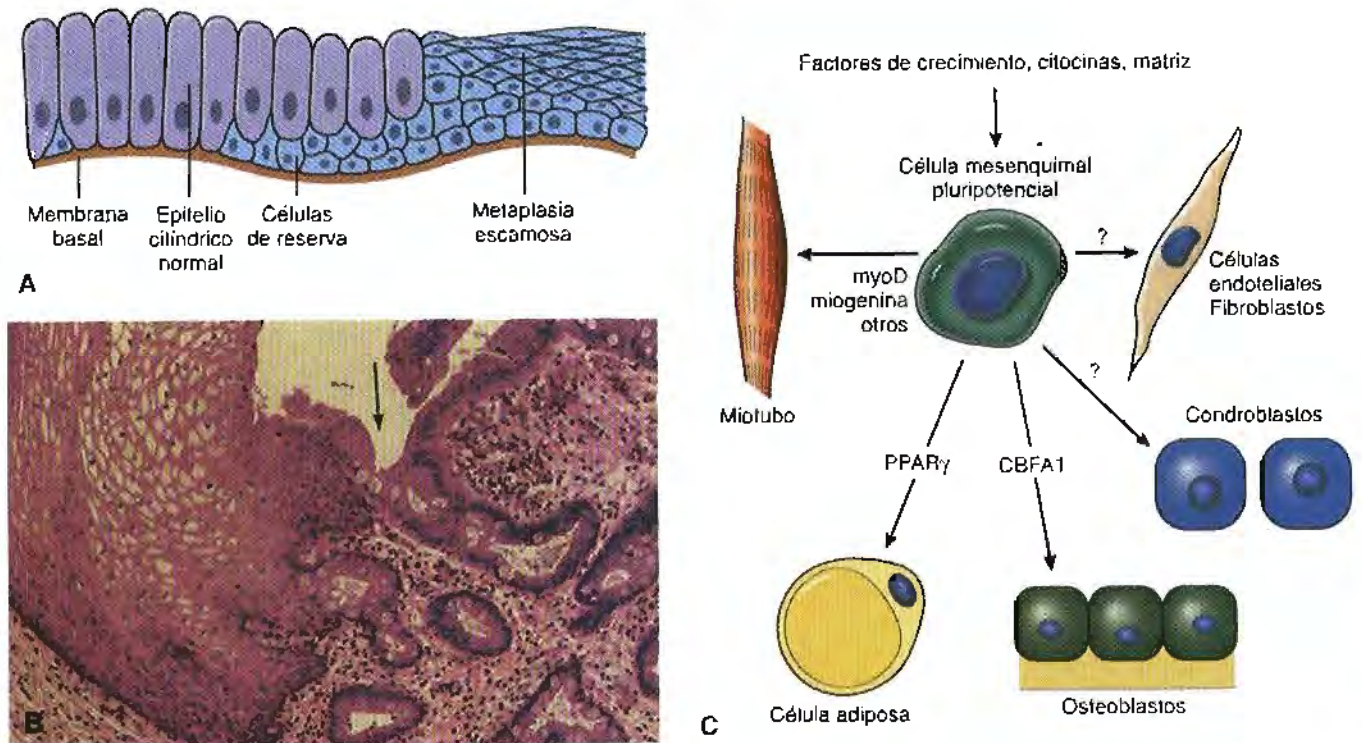 Membrana
basal
Epitelio
cilíndrico
normal
Células
de reserva
Metaplasia
escamosa
A
B
Factores de crecimiento, citocinas, matriz
Célula mesenquimal
pluripotencial
?
myoD
miogenina
otros
Células
endoteliales
Fibroblastos
Miotubo
?
Condroblastos
PPARγ
CBFA1
Célula adiposa
Osteoblastos
C